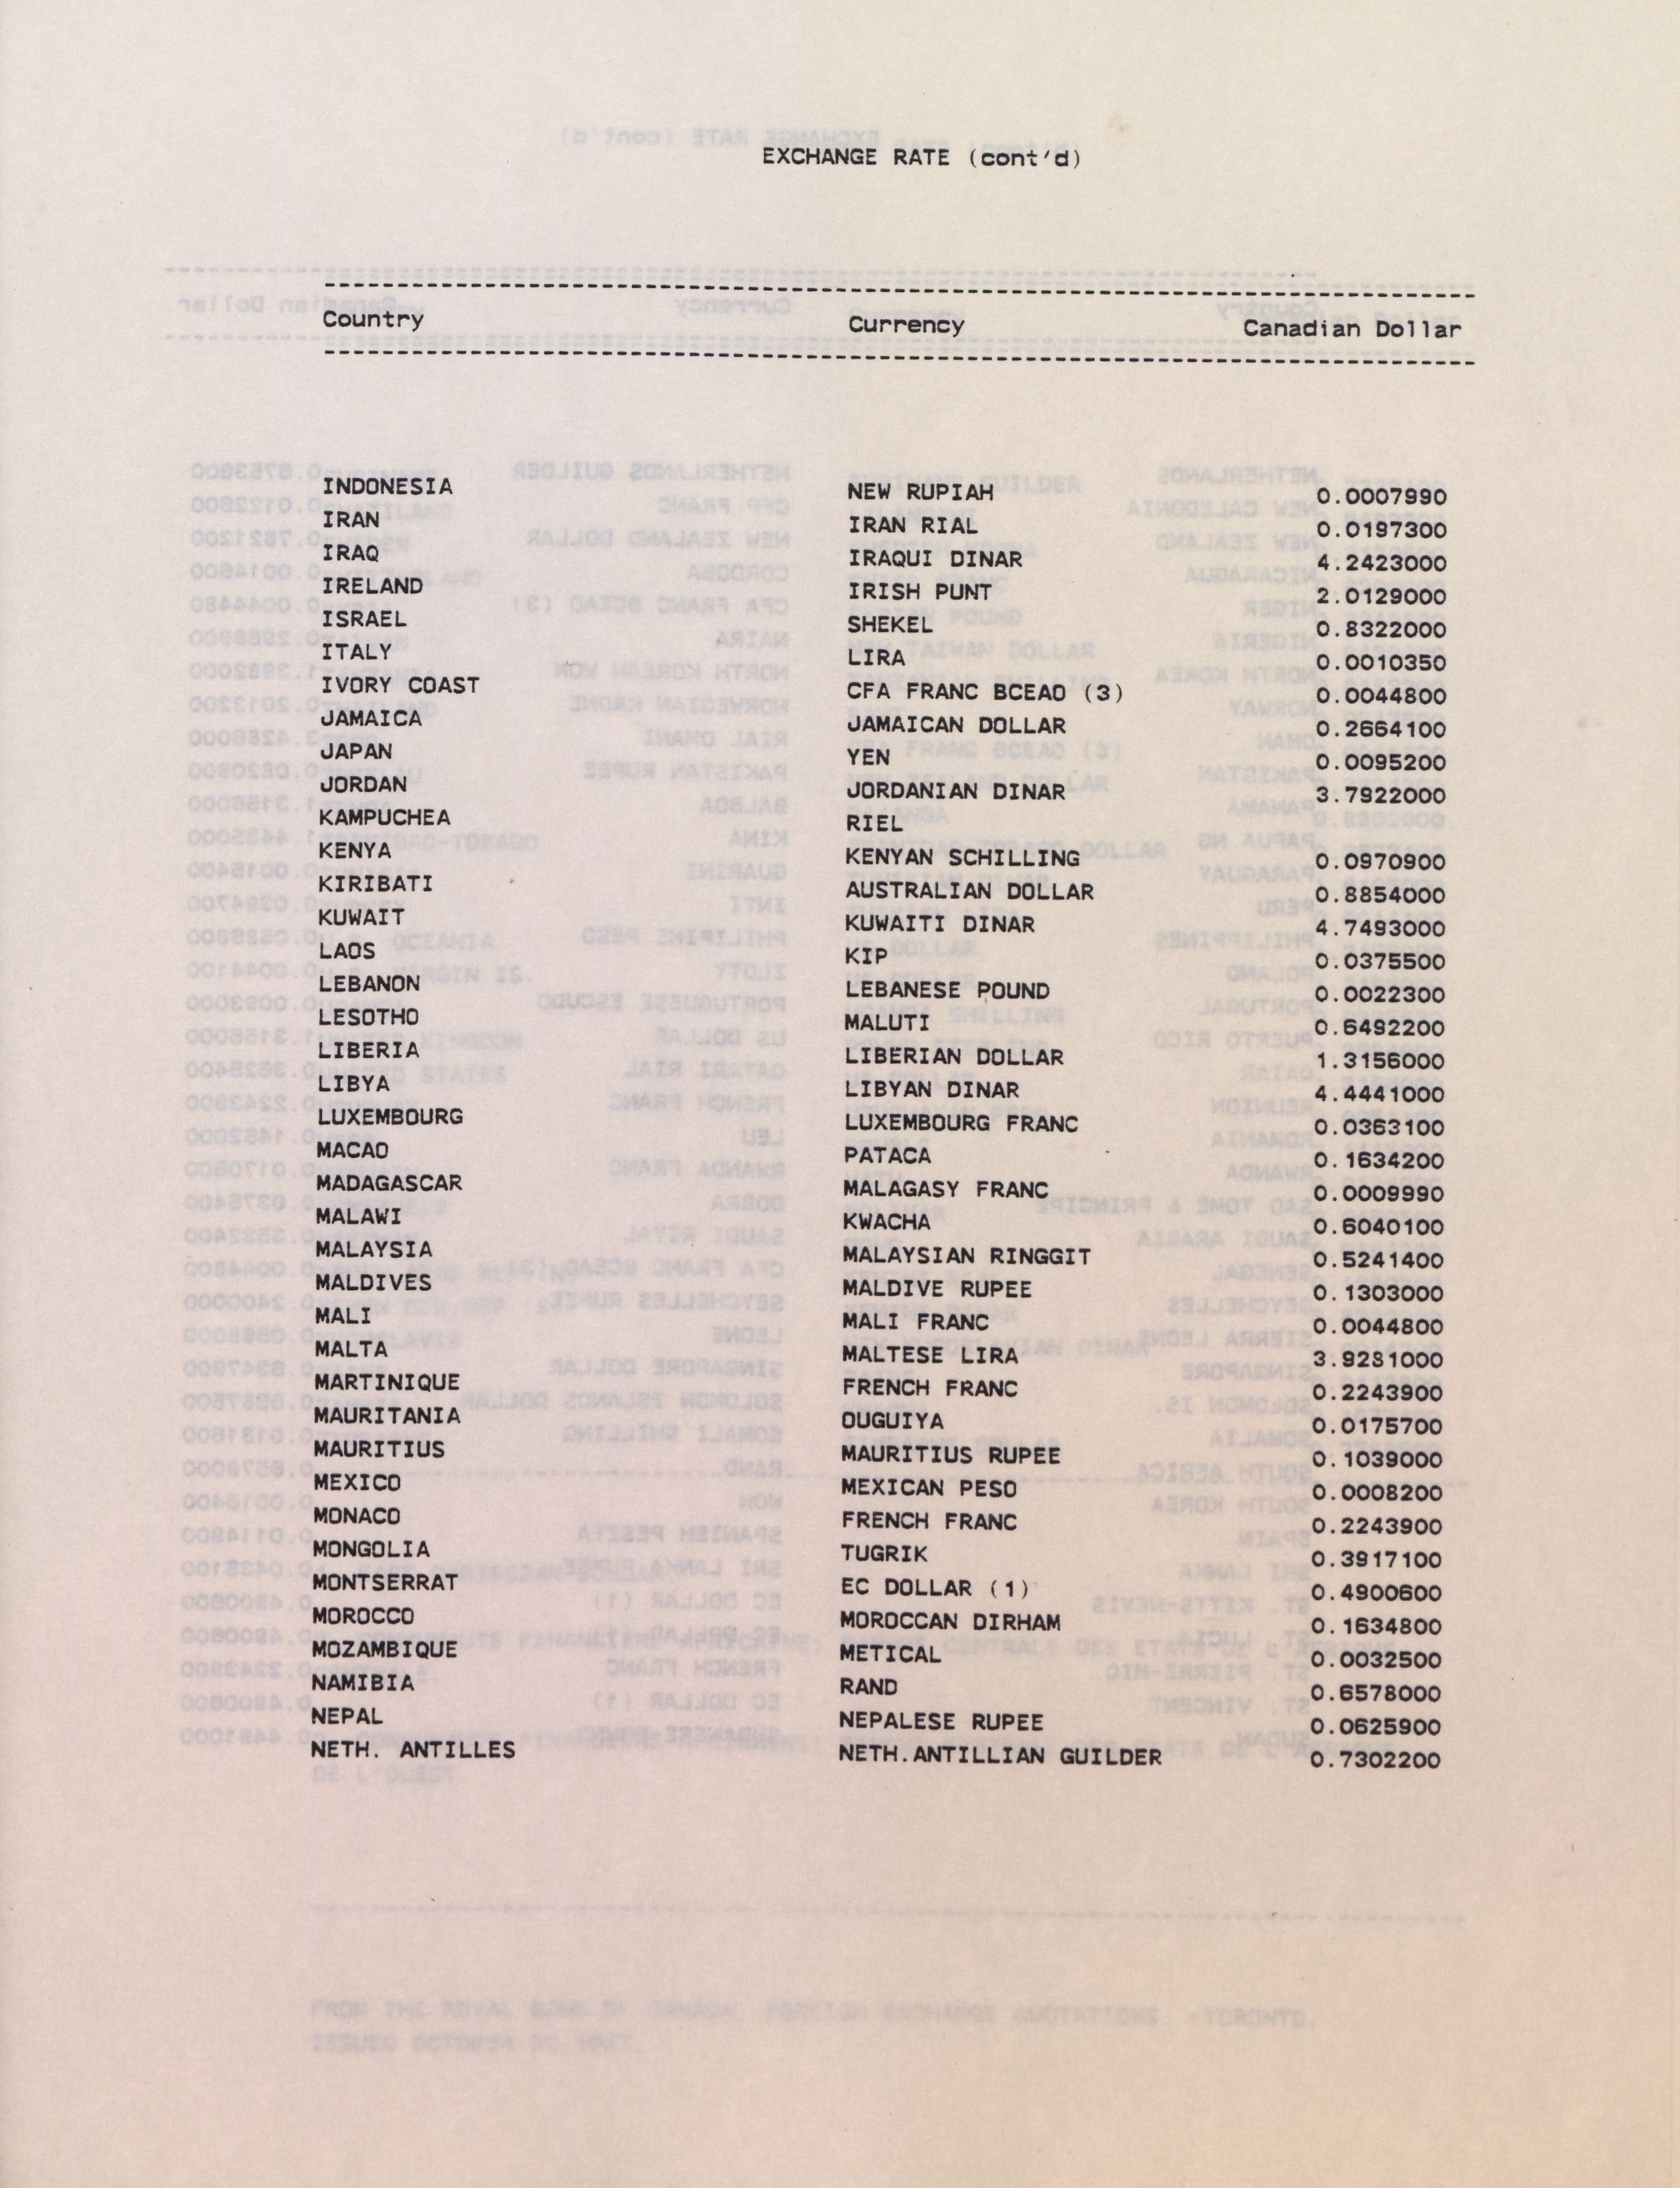 EXCHANGE RATE (cont'd)
Country Currency Canadian Dollar
INDONESIA NEW RUPIAH 0.0007990
IRAN IRAN RIAL 0.0197300
IRAQ IRAQUI DINAR 4.2423000
IRELAND IRISH PUNT 2.0129000
ISRAEL SHEKEL 0.8322000
ITALY LIRA 0.0010350
IVORY COAST CFA FRANC BCEAO (3) 0.0044800
JAMAICA JAMAICAN DOLLAR 0.2664100
JAPAN YEN 0.0095200
JORDAN JORDANIAN DINAR 3.7922000
KAMPUCHEA RIEL
KENYA KENYAN SCHILLING 0.0970900
KIRIBATI AUSTRALIAN DOLLAR 0.8854000
KUWAIT KUWAITI DINAR 4.7493000
LAOS KIP 0.0375500
LEBANON LEBANESE POUND 0.0022300
LESOTHO MALUTI 0.6492200
LIBERIA LIBERIAN DOLLAR 1.3156000
LIBYA LIBYAN DINAR 4.4441000
LUXEMBOURG LUXEMBOURG FRANC 0.0363100
MACAO PATACA 0.1634200
MADAGASCAR MALAGASY FRANC 0.0009990
MALAWI KWACHA 0.6040100
MALAYSIA MALAYSIAN RINGGIT 0.5241400
MALDIVES MALDIVE RUPEE 0.1303000
MALI MALI FRANC 0.0044800
MALTA MALTESE LIRA 3.9281000
MARTINIQUE FRENCH FRANC 0.2243900
MAURITANIA OUGUIYA 0.0175700
MAURITIUS MAURITIUS RUPEE 0.1039000
MEXICO MEXICAN PESO 0.0008200
MONACO FRENCH FRANC 0.2243900
MONGOLIA TUGRIK 0.3917100
MONTSERRAT EC DOLLAR (1) 0.4900600
MOROCCO MOROCCAN DIRHAM 0.1634800
MOZAMBIQUE METICAL 0.0032500
NAMIBIA RAND 0.6578000
NEPAL NEPALESE RUPEE 0.0625900
NETH. ANTILLES NETH.ANTILLIAN GUILDER 0.7302200